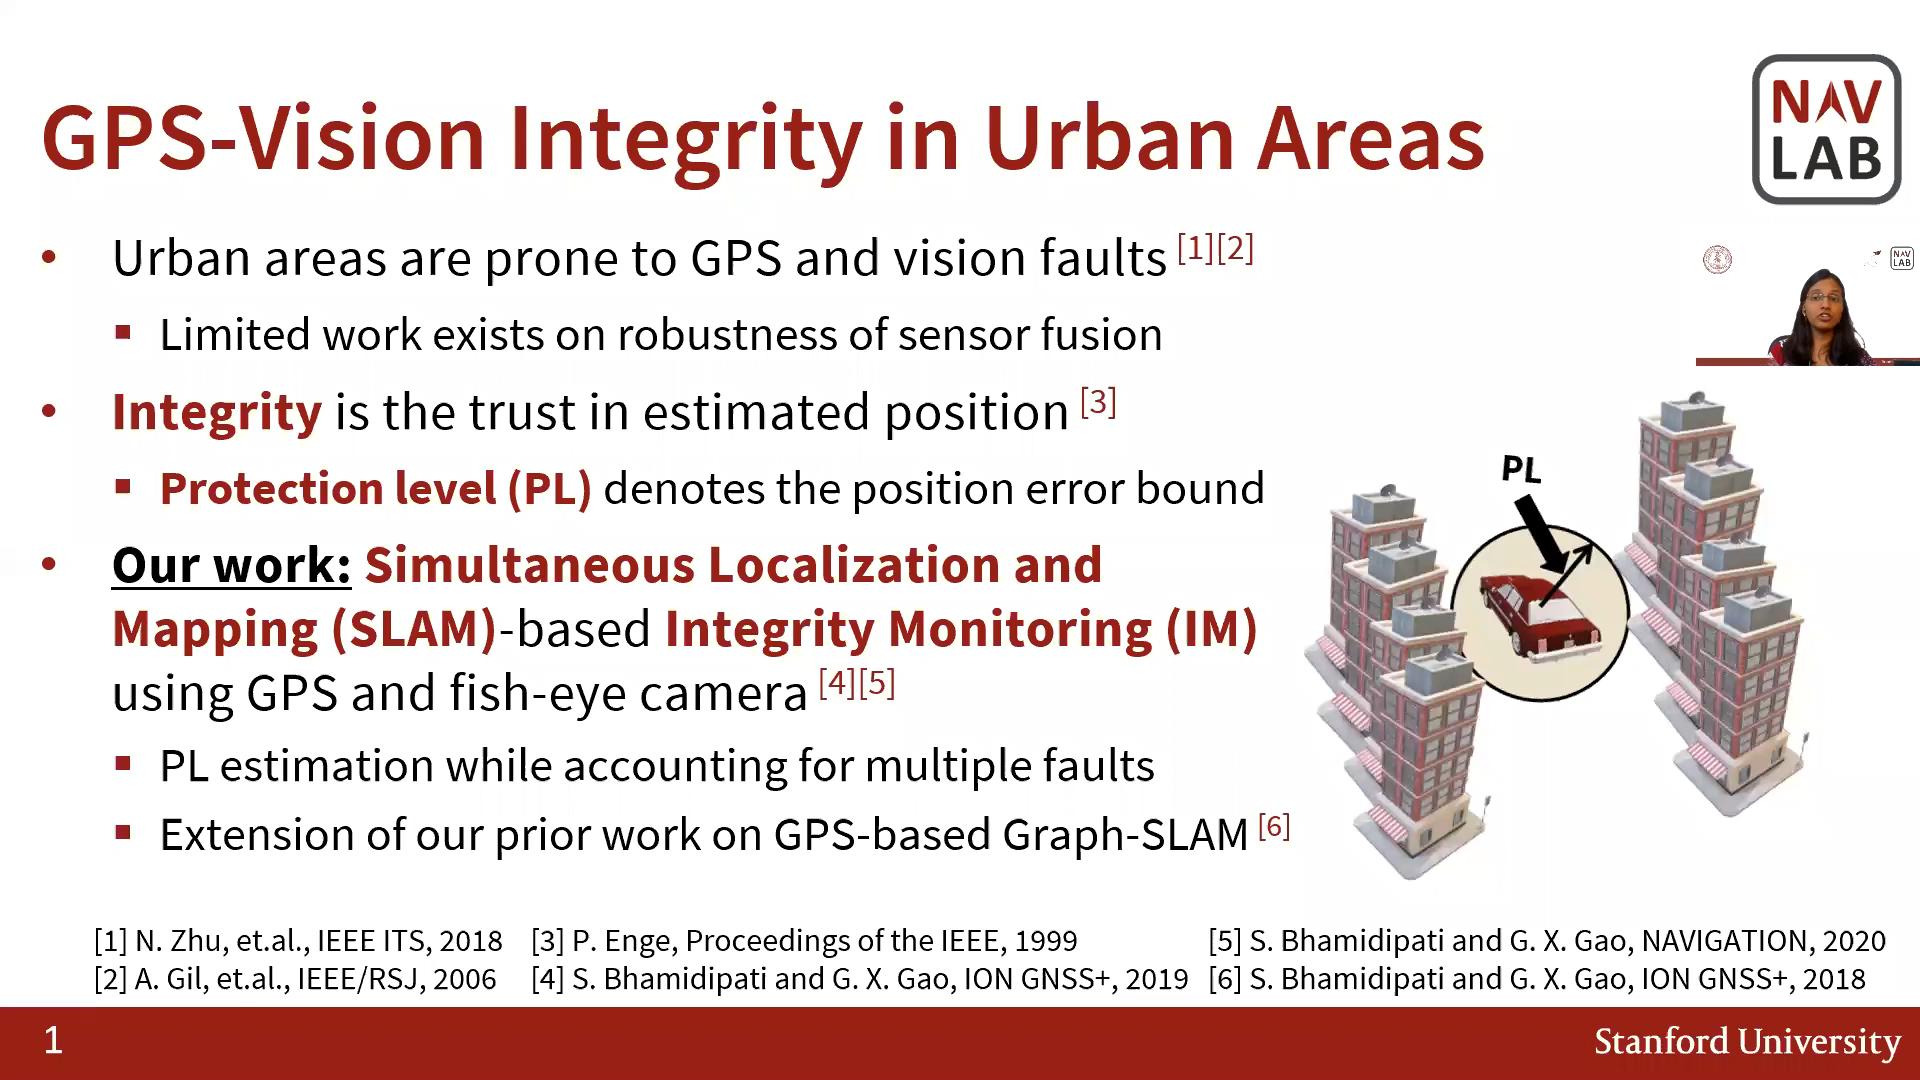 GPS-Vision Integrity in Urban Areas
NAV
LAB
• Urban areas are prone to GPS and vision faults [1][2]
▪ Limited work exists on robustness of sensor fusion
• Integrity is the trust in estimated position [3]
▪ Protection level (PL) denotes the position error bound
• Our work: Simultaneous Localization and
Mapping (SLAM)-based Integrity Monitoring (IM)
using GPS and fish-eye camera [4][5]
▪ PL estimation while accounting for multiple faults
▪ Extension of our prior work on GPS-based Graph-SLAM [6]
NAV
LAB
PL
[1] N. Zhu, et.al., IEEE ITS, 2018
[2] A. Gil, et.al., IEEE/RSJ, 2006
[3] P. Enge, Proceedings of the IEEE, 1999
[4] S. Bhamidipati and G. X. Gao, ION GNSS+, 2019
[5] S. Bhamidipati and G. X. Gao, NAVIGATION, 2020
[6] S. Bhamidipati and G. X. Gao, ION GNSS+, 2018
1
Stanford University